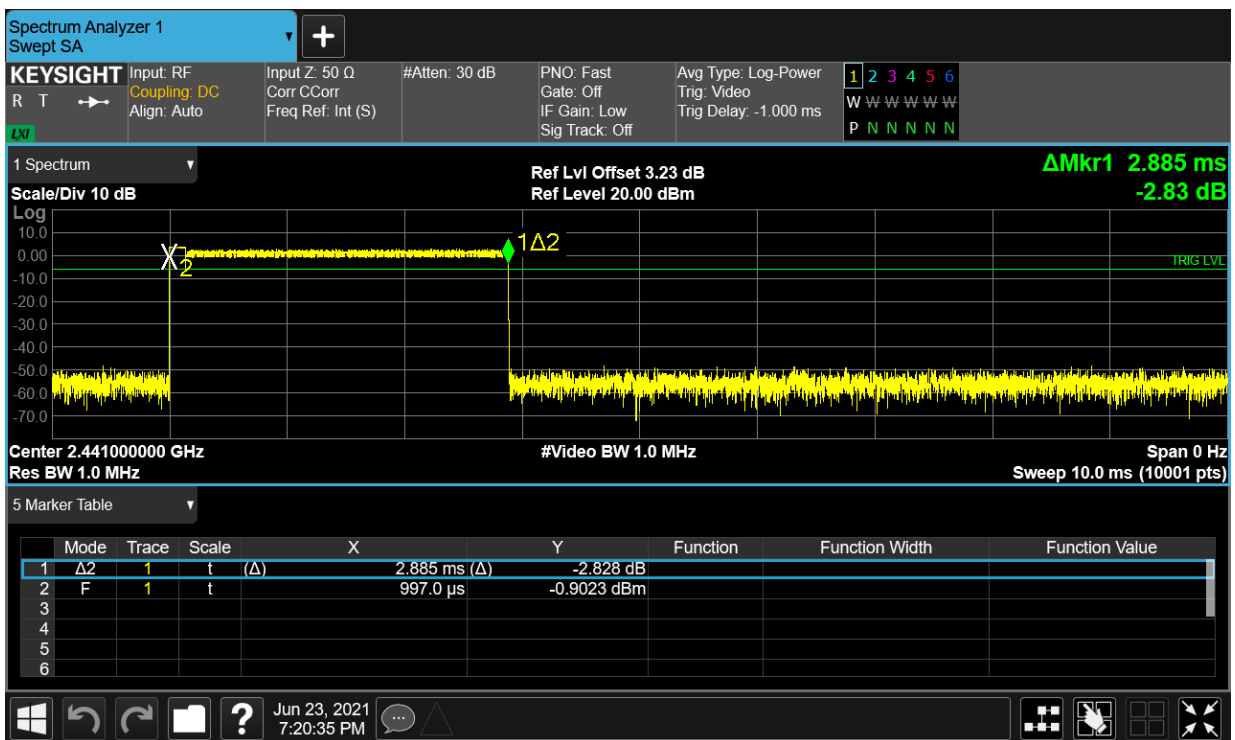 Spectrum Analyzer 1
Swept SA
KEYSIGHT
R T
LXI
Input: RF
Coupling: DC
Align: Auto
Input Z: 50 Ω
Corr CCorr
Freq Ref: Int (S)
#Atten: 30 dB
PNO: Fast
Gate: Off
IF Gain: Low
Sig Track: Off
Avg Type: Log-Power
Trig: Video
Trig Delay: -1.000 ms
1 2 3 4 5 6
W W W W W W
P N N N N N
1 Spectrum
Scale/Div 10 dB
Ref Lvl Offset 3.23 dB
Ref Level 20.00 dBm
ΔMkr1 2.885 ms
-2.83 dB
Log
10.0
0.00
-10.0
-20.0
-30.0
-40.0
-50.0
-60.0
-70.0
X
2
1Δ2
TRIG LVL
Center 2.441000000 GHz
#Video BW 1.0 MHz
Span 0 Hz
Res BW 1.0 MHz
Sweep 10.0 ms (10001 pts)
5 Marker Table
Mode Trace Scale X Y Function Function Width Function Value
1 Δ2 1 t (Δ) 2.885 ms (Δ) -2.828 dB
2 F 1 t 997.0 µs -0.9023 dBm
3
4
5
6
?
Jun 23, 2021
7:20:35 PM